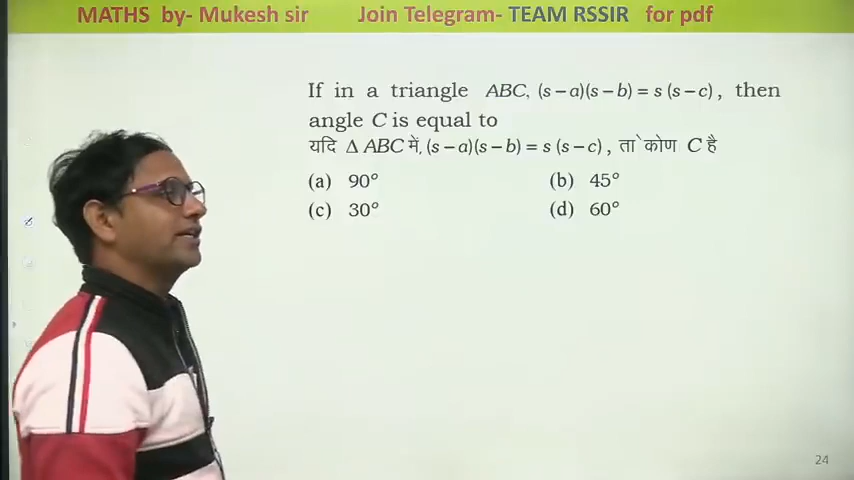 MATHS by- Mukesh sir Join Telegram- TEAM RSSIR for pdf
If in a triangle ABC, (s – a)(s – b) = s (s – c), then
angle C is equal to
यदि Δ ABC में, (s – a)(s – b) = s (s – c), ता े कोण C है
(a) 90° (b) 45°
(c) 30° (d) 60°
24